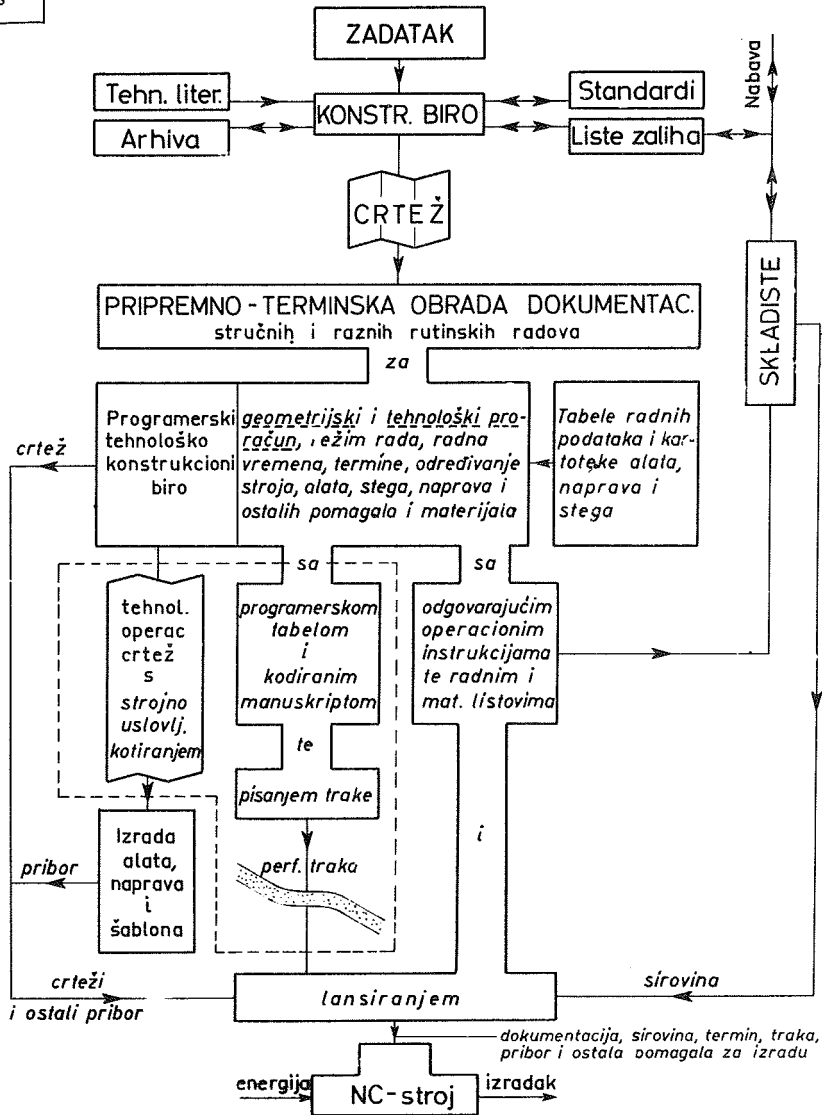 s
ZADATAK
Tehn. liter.
KONSTR. BIRO
Standardi
Nabava
Arhiva
Liste zaliha
CRTEŽ
PRIPREMNO-TERMINSKA OBRADA DOKUMENTAC.
stručnih i raznih rutinskih radova
SKLADISTE
za
Programerski
tehnološko
konstrukcioni
biro
geometrijski i tehnološki pro-
račun, režim rada, radna
vremena, termine, određivanje
stroja, alata, stega, naprava i
ostalih pomagala i materijala
Tabele radnih
podataka i kar-
toteke alata,
naprava i
stega
crtež
sa
sa
tehnol.
operac
crtež
s
strojno
uslovlj.
kotiranjem
programerskom
tabelom
i
kodiranim
manuskriptom
odgovarajućim
operacionim
instrukcijama
te radnim i
mat. listovima
te
pisanjem trake
i
Izrada
alata,
naprava
i
šablona
pribor
perf. traka
crteži
i ostali pribor
lansiranjem
sirovina
dokumentacija, sirovina, termin, traka,
pribor i ostala pomagala za izradu
energija
NC-stroj
izradak